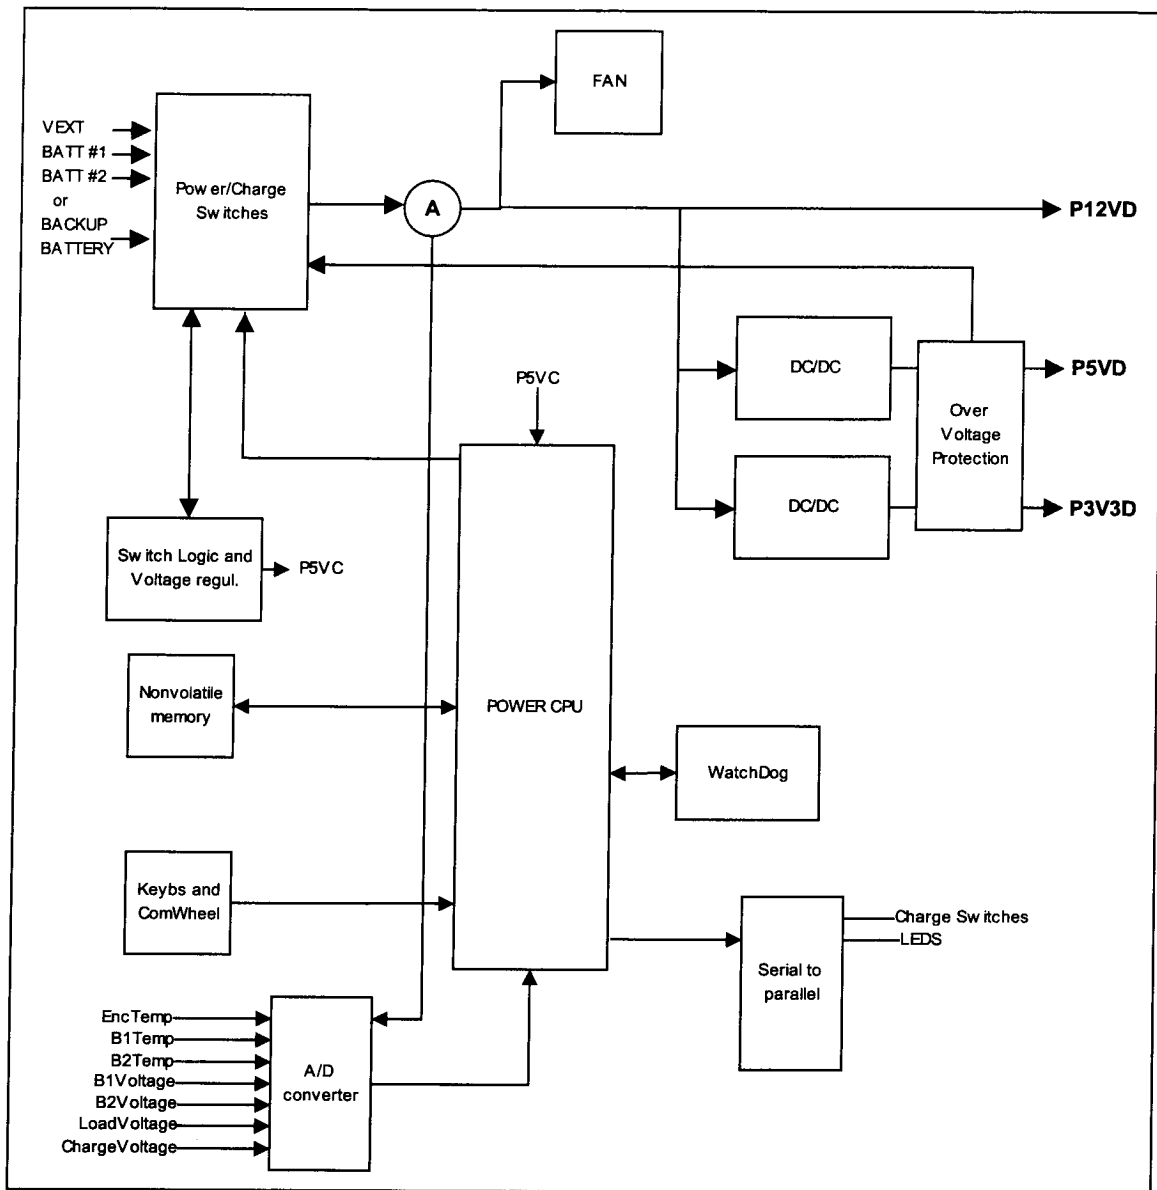 FAN
VEXT
BATT #1
BATT #2
or
BACKUP
BATTERY
Power/Charge
Switches
A
P12VD
DC/DC
P5VD
Over
Voltage
Protection
P5VC
DC/DC
P3V3D
Switch Logic and
Voltage regul.
P5VC
Nonvolatile
memory
POWER CPU
WatchDog
Keybs and
ComWheel
Charge Switches
LEDS
Serial to
parallel
EncTemp
B1Temp
B2Temp
B1Voltage
B2Voltage
LoadVoltage
ChargeVoltage
A/D
converter